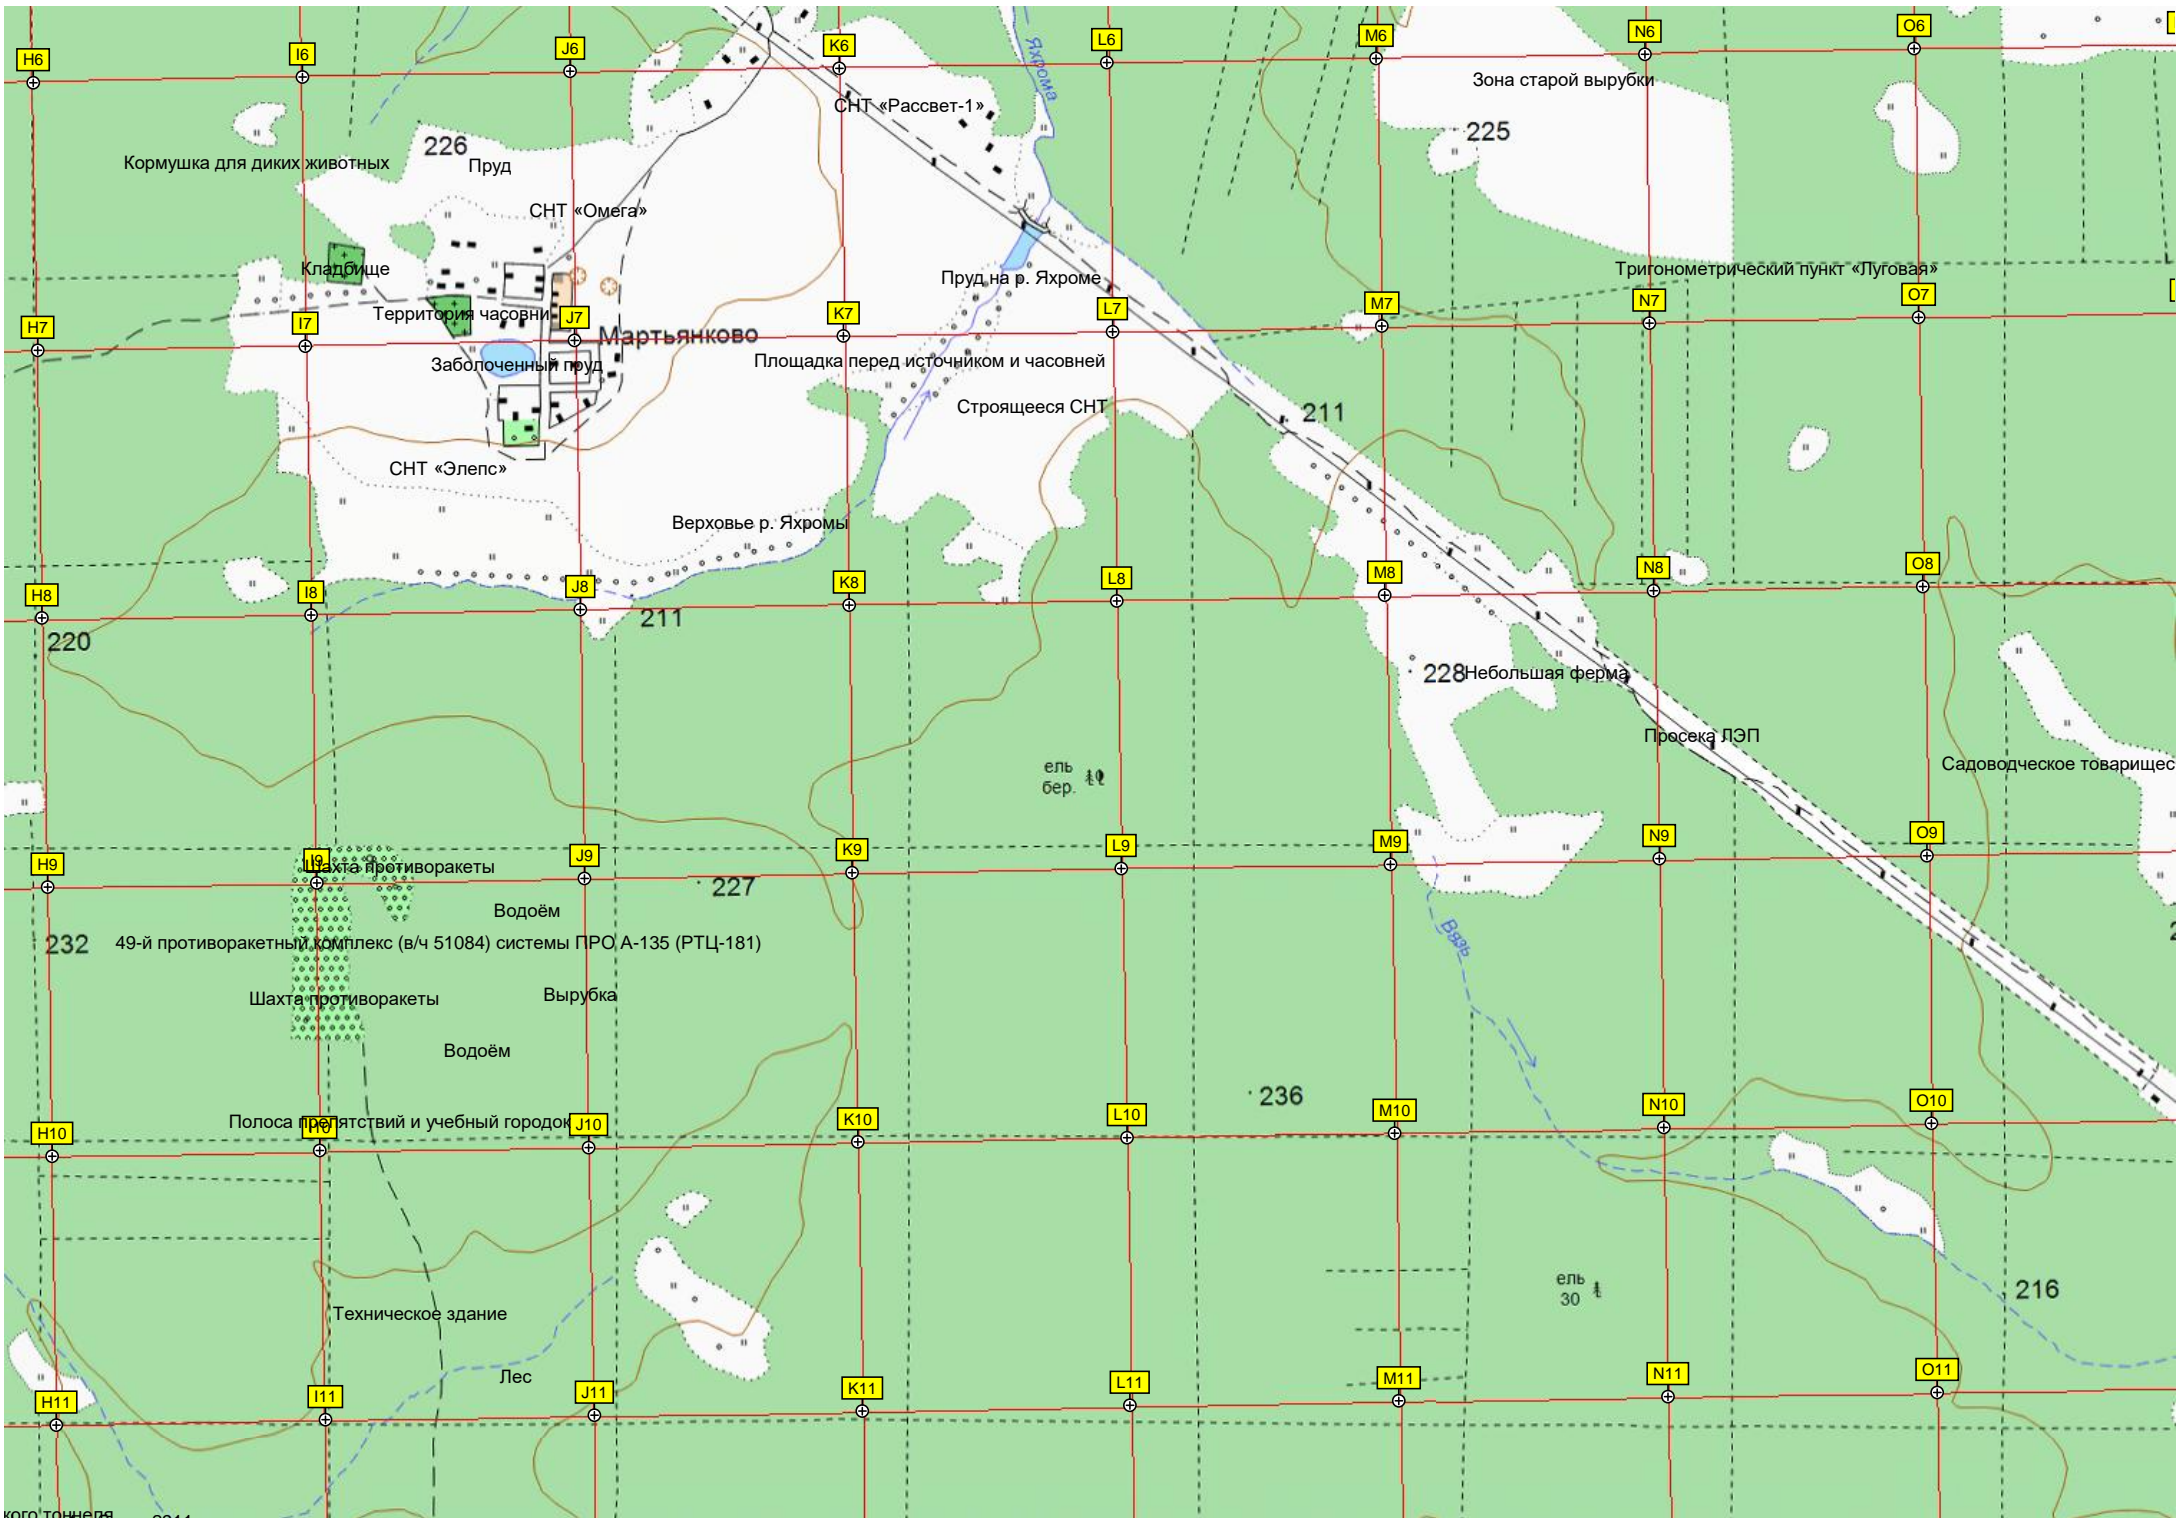 H6
I6
J6
K6
L6
M6
N6
O6
Яхрома
СНТ «Рассвет-1»
Зона старой вырубки
226
225
Кормушка для диких животных
Пруд
СНТ «Омега»
Кладбище
Пруд на р. Яхроме
Тригонометрический пункт «Луговая»
Территория часовни
H7
I7
J7
K7
L7
M7
N7
O7
Мартьянково
Заболоченный пруд
Площадка перед источником и часовней
Строящееся СНТ
211
СНТ «Элепс»
Верховье р. Яхромы
H8
I8
J8
K8
L8
M8
N8
O8
220
211
228
Небольшая ферма
Просека ЛЭП
Садоводческое товарищес
ель
бер.
H9
I9
J9
K9
L9
M9
N9
O9
Шахта противоракеты
227
Водоём
232
49-й противоракетный комплекс (в/ч 51084) системы ПРО А-135 (РТЦ-181)
Вязь
Шахта противоракеты
Вырубка
Водоём
236
H10
I10
J10
K10
L10
M10
N10
O10
Полоса препятствий и учебный городок
ель
30
216
Техническое здание
Лес
H11
I11
J11
K11
L11
M11
N11
O11
кого тоннеля